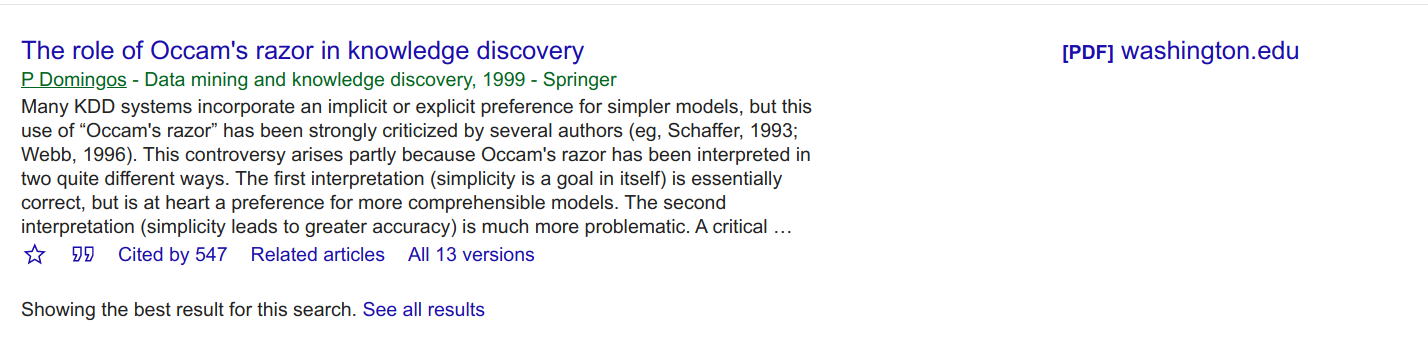 The role of Occam's razor in knowledge discovery
[PDF] washington.edu
P Domingos - Data mining and knowledge discovery, 1999 - Springer
Many KDD systems incorporate an implicit or explicit preference for simpler models, but this
use of “Occam's razor” has been strongly criticized by several authors (eg, Schaffer, 1993;
Webb, 1996). This controversy arises partly because Occam's razor has been interpreted in
two quite different ways. The first interpretation (simplicity is a goal in itself) is essentially
correct, but is at heart a preference for more comprehensible models. The second
interpretation (simplicity leads to greater accuracy) is much more problematic. A critical …
Cited by 547 Related articles All 13 versions
Showing the best result for this search. See all results